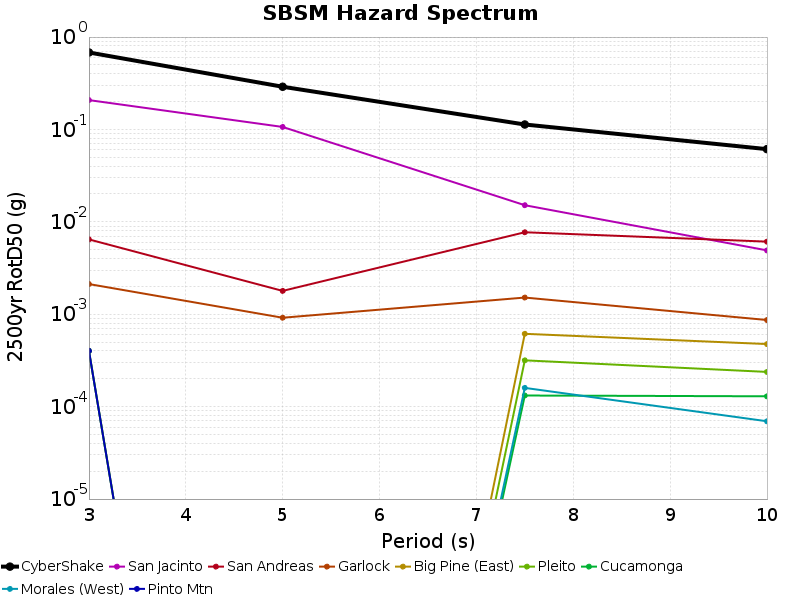 SBSM Hazard Spectrum
2500yr RotD50 (g)
10^0
10^-1
10^-2
10^-3
10^-4
10^-5
3 4 5 6 7 8 9 10
Period (s)
CyberShake San Jacinto San Andreas Garlock Big Pine (East) Pleito Cucamonga
Morales (West) Pinto Mtn